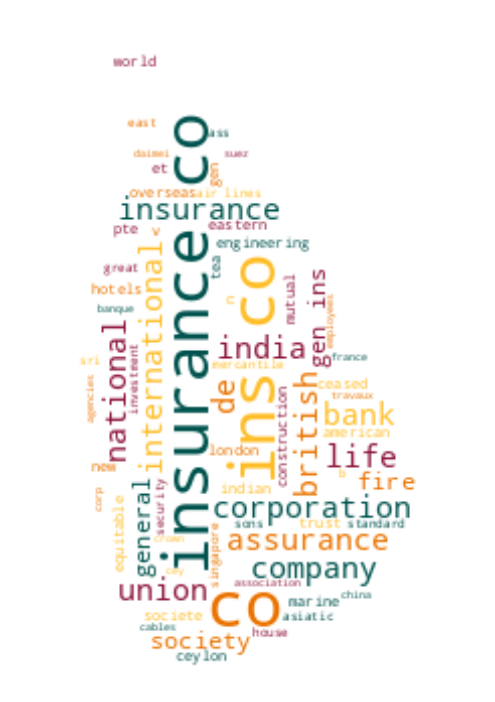 world
east
ass
daimei
suez
et
gen
overseas
air lines
insurance
pte
v
eastern
engineering
great
tea
hotels
insurance co
ins co
international
n
mutual
gen ins
employees
banque
national
investment
india
france
sri
mercantile
de
ceased
travaux
agencies
construction
british
bank
american
london
life
new
fire
corp
equitable
general
security
indian
corporation
b
sons
trust
standard
crown
assurance
cey
singapore
company
association
union
co
marine
china
societe
asiatic
cables
house
society
ceylon